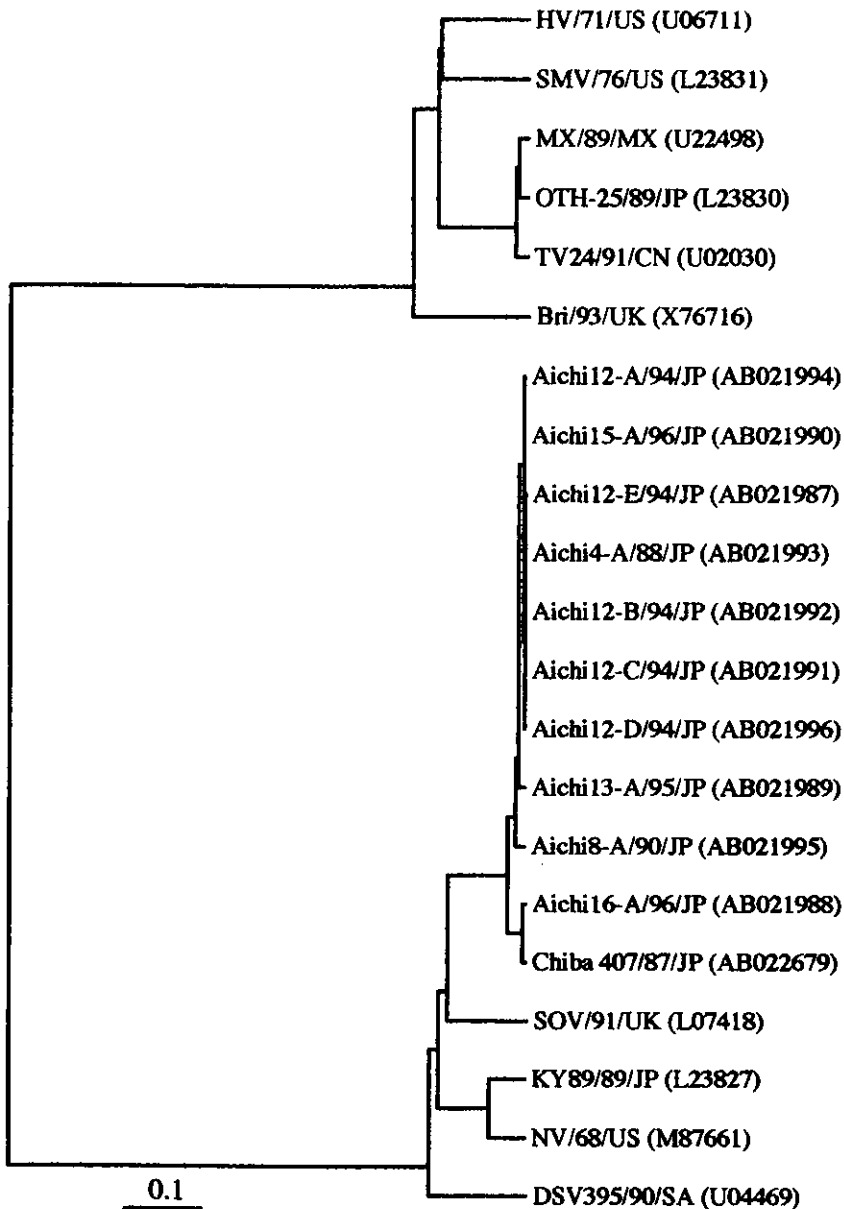 HV/71/US (U06711)
SMV/76/US (L23831)
MX/89/MX (U22498)
OTH-25/89/JP (L23830)
TV24/91/CN (U02030)
Bri/93/UK (X76716)
Aichi12-A/94/JP (AB021994)
Aichi15-A/96/JP (AB021990)
Aichi12-E/94/JP (AB021987)
Aichi4-A/88/JP (AB021993)
Aichi12-B/94/JP (AB021992)
Aichi12-C/94/JP (AB021991)
Aichi12-D/94/JP (AB021996)
Aichi13-A/95/JP (AB021989)
Aichi8-A/90/JP (AB021995)
Aichi16-A/96/JP (AB021988)
Chiba 407/87/JP (AB022679)
SOV/91/UK (L07418)
KY89/89/JP (L23827)
NV/68/US (M87661)
DSV395/90/SA (U04469)
0.1